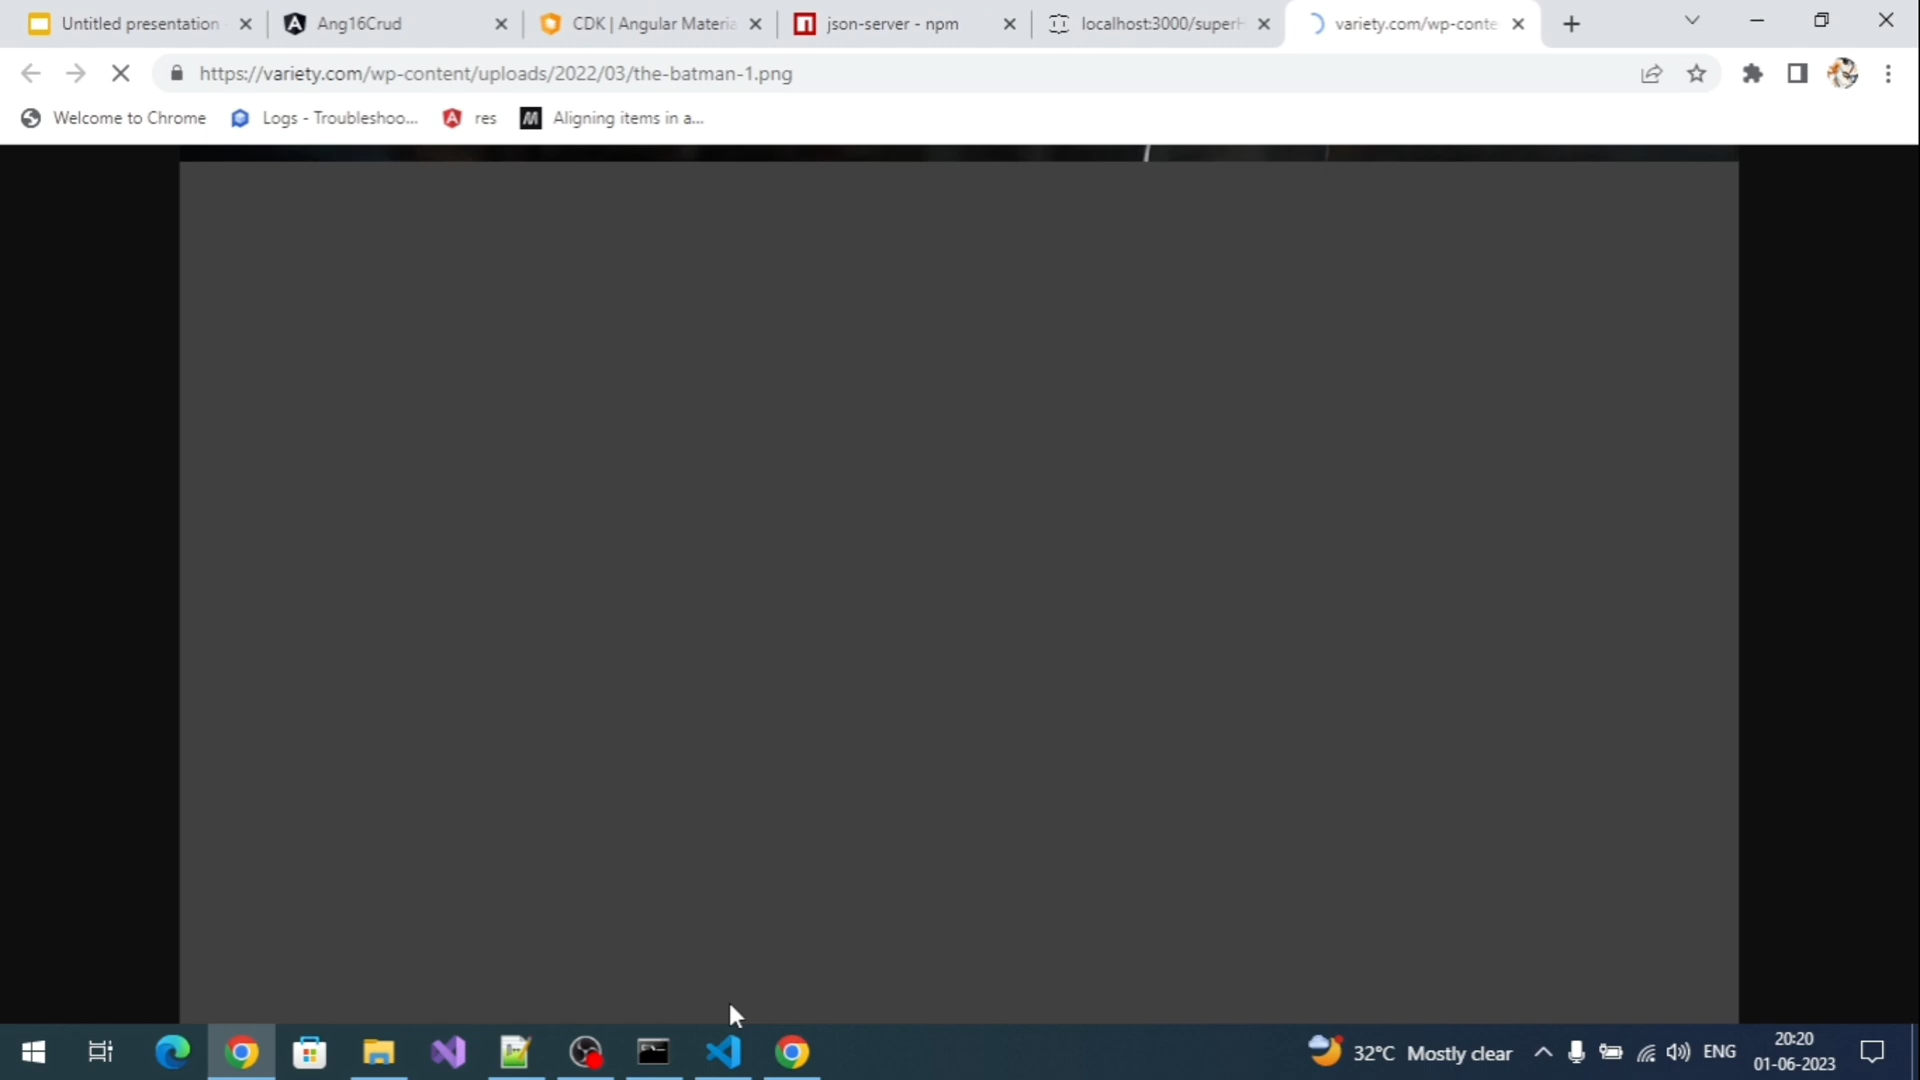 Untitled presentation
Ang16Crud
CDK | Angular Materia
json-server - npm
localhost:3000/superH
variety.com/wp-conte
https://variety.com/wp-content/uploads/2022/03/the-batman-1.png
Welcome to Chrome
Logs - Troubleshoo...
res
Aligning items in a...
32°C Mostly clear
ENG
20:20
01-06-2023